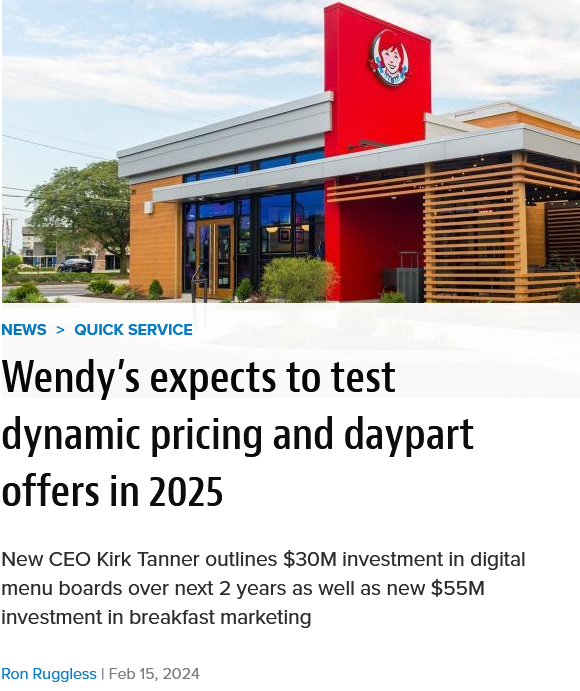 Wendy's
NEWS > QUICK SERVICE
Wendy's expects to test
dynamic pricing and daypart
offers in 2025
New CEO Kirk Tanner outlines $30M investment in digital
menu boards over next 2 years as well as new $55M
investment in breakfast marketing
Ron Ruggless | Feb 15, 2024